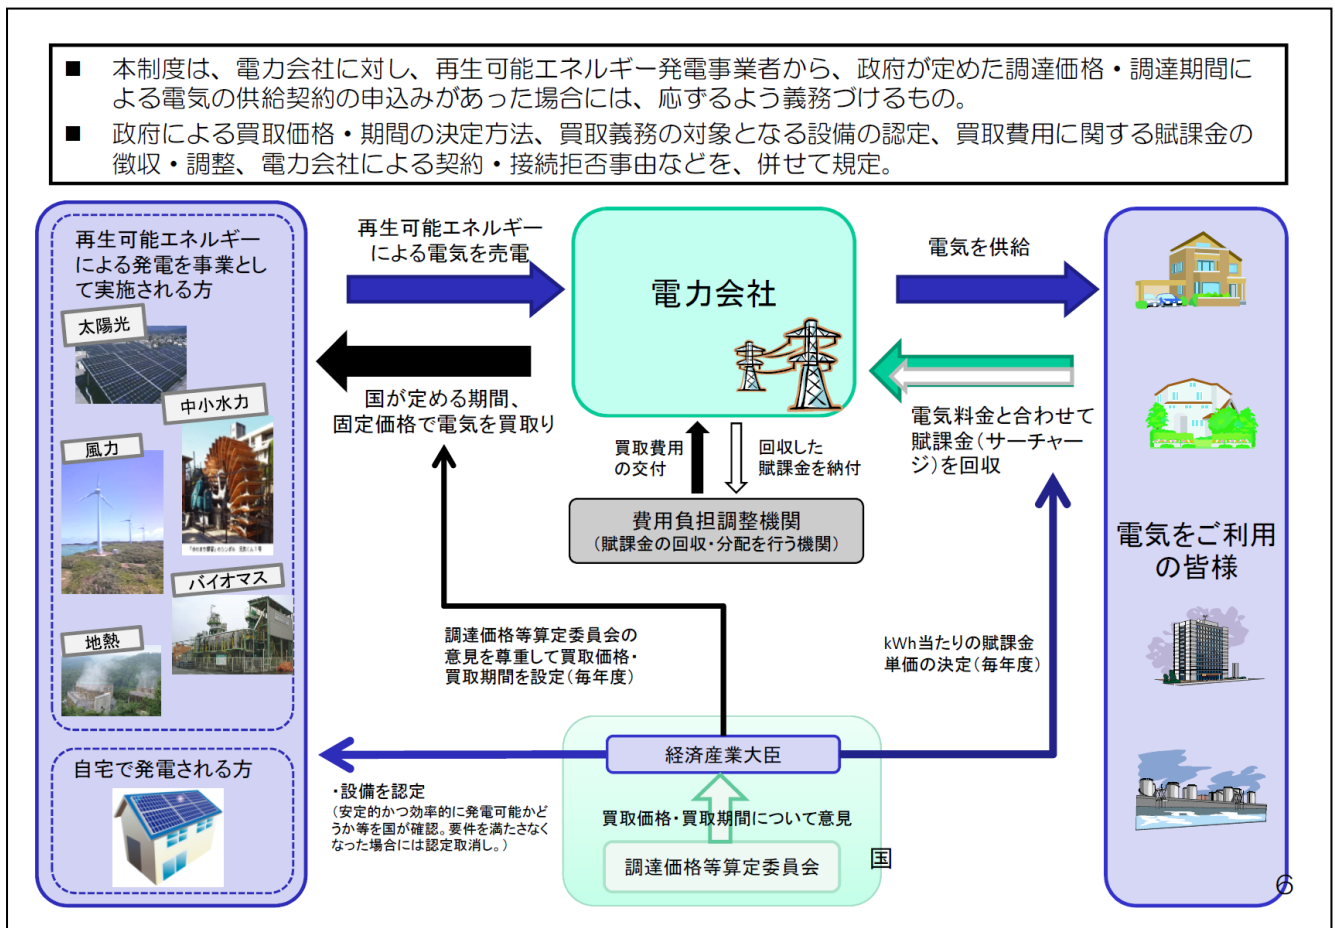 ■ 本制度は、電力会社に対し、再生可能エネルギー発電事業者から、政府が定めた調達価格・調達期間に
よる電気の供給契約の申込みがあった場合には、応ずるよう義務づけるもの。
■ 政府による買取価格・期間の決定方法、買取義務の対象となる設備の認定、買取費用に関する賦課金の
徴収・調整、電力会社による契約・接続拒否事由などを、併せて規定。
再生可能エネルギー
による発電を事業とし
て実施される方
太陽光
中小水力
風力
バイオマス
地熱
自宅で発電される方
再生可能エネルギー
による電気を売電
国が定める期間、
固定価格で電気を買取り
電力会社
電気を供給
電気料金と合わせて
賦課金(サーチャー
ジ)を回収
買取費用
の交付
回収した
賦課金を納付
費用負担調整機関
(賦課金の回収・分配を行う機関)
電気をご利用
の皆様
調達価格等算定委員会の
意見を尊重して買取価格・
買取期間を設定(毎年度)
kWh当たりの賦課金
単価の決定(毎年度)
経済産業大臣
・設備を認定
(安定的かつ効率的に発電可能かど
うか等を国が確認。要件を満たさなく
なった場合には認定取消し。)
買取価格・買取期間について意見
調達価格等算定委員会
国
6